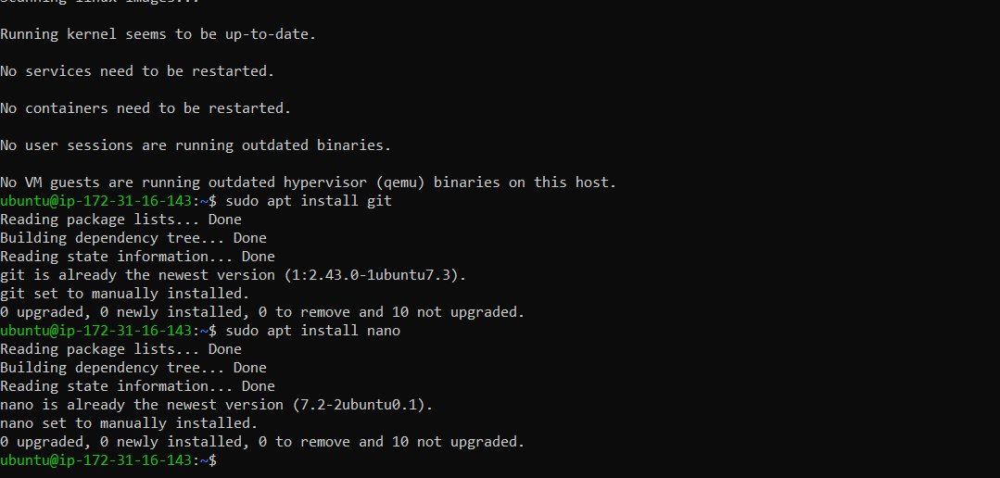 Scanning linux images...
Running kernel seems to be up-to-date.
No services need to be restarted.
No containers need to be restarted.
No user sessions are running outdated binaries.
No VM guests are running outdated hypervisor (qemu) binaries on this host.
ubuntu@ip-172-31-16-143:~$ sudo apt install git
Reading package lists... Done
Building dependency tree... Done
Reading state information... Done
git is already the newest version (1:2.43.0-1ubuntu7.3).
git set to manually installed.
0 upgraded, 0 newly installed, 0 to remove and 10 not upgraded.
ubuntu@ip-172-31-16-143:~$ sudo apt install nano
Reading package lists... Done
Building dependency tree... Done
Reading state information... Done
nano is already the newest version (7.2-2ubuntu0.1).
nano set to manually installed.
0 upgraded, 0 newly installed, 0 to remove and 10 not upgraded.
ubuntu@ip-172-31-16-143:~$